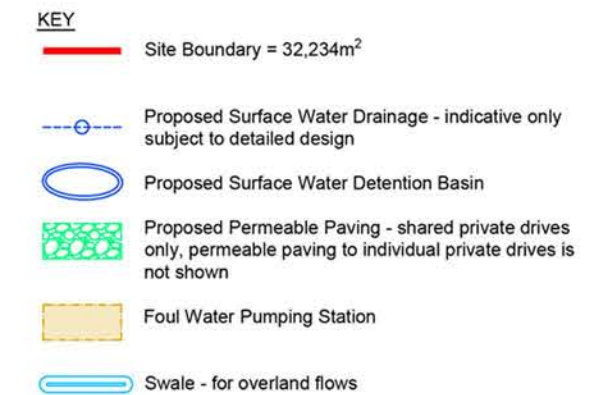 KEY
Site Boundary = 32,234m²
Proposed Surface Water Drainage - indicative only
subject to detailed design
Proposed Surface Water Detention Basin
Proposed Permeable Paving - shared private drives
only, permeable paving to individual private drives is
not shown
Foul Water Pumping Station
Swale - for overland flows